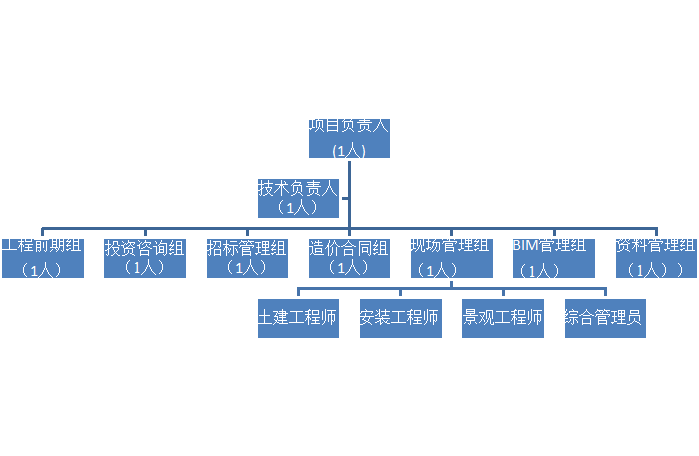 项目负责人
(1人)
技术负责人
（1人）
工程前期组
（1人）
投资咨询组
（1人）
招标管理组
（1人）
造价合同组
（1人）
现场管理组
（1人）
BIM管理组
（1人）
资料管理组
（1人））
土建工程师
安装工程师
景观工程师
综合管理员